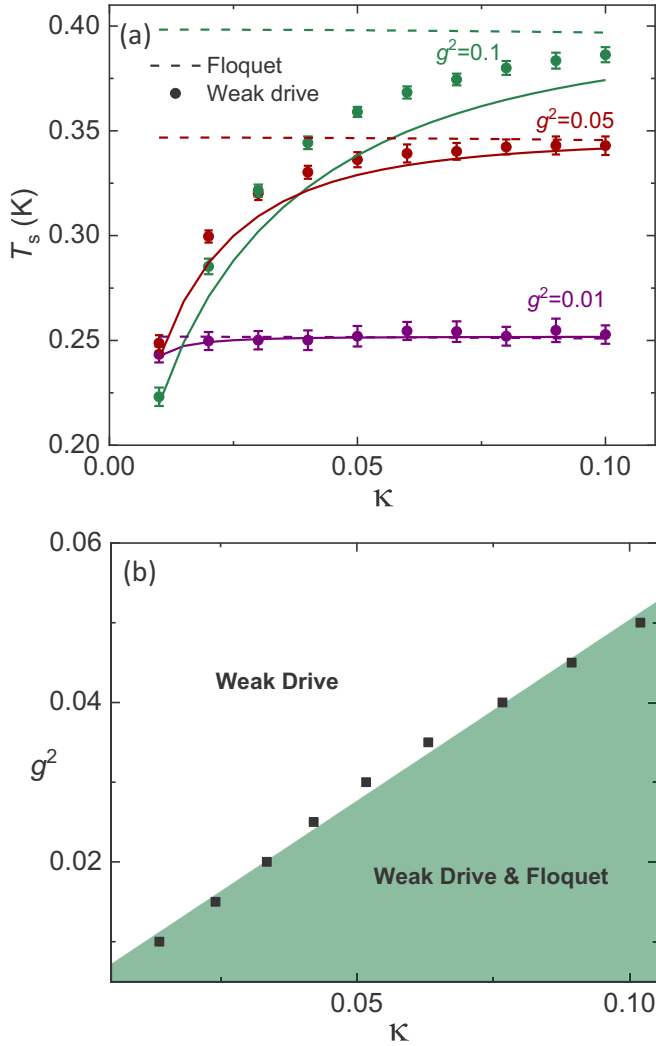 (a)
0.40
0.35
0.30
0.25
0.20
T_s (K)
Floquet
Weak drive
g²=0.1
g²=0.05
g²=0.01
0.00
0.05
0.10
κ
(b)
0.06
0.04
0.02
g²
Weak Drive
Weak Drive & Floquet
0.05
0.10
κ